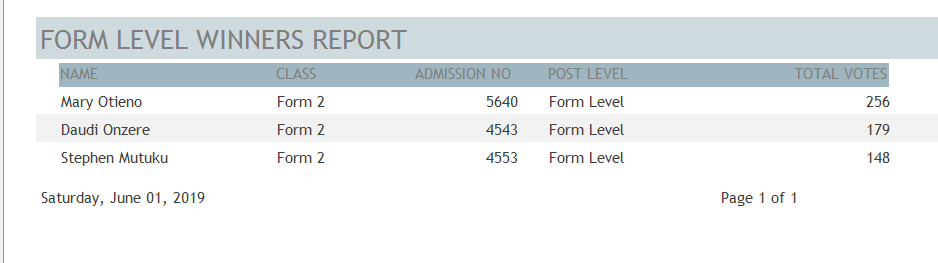 FORM LEVEL WINNERS REPORT
NAME CLASS ADMISSION NO POST LEVEL TOTAL VOTES
Mary Otieno Form 2 5640 Form Level 256
Daudi Onzere Form 2 4543 Form Level 179
Stephen Mutuku Form 2 4553 Form Level 148
Saturday, June 01, 2019 Page 1 of 1